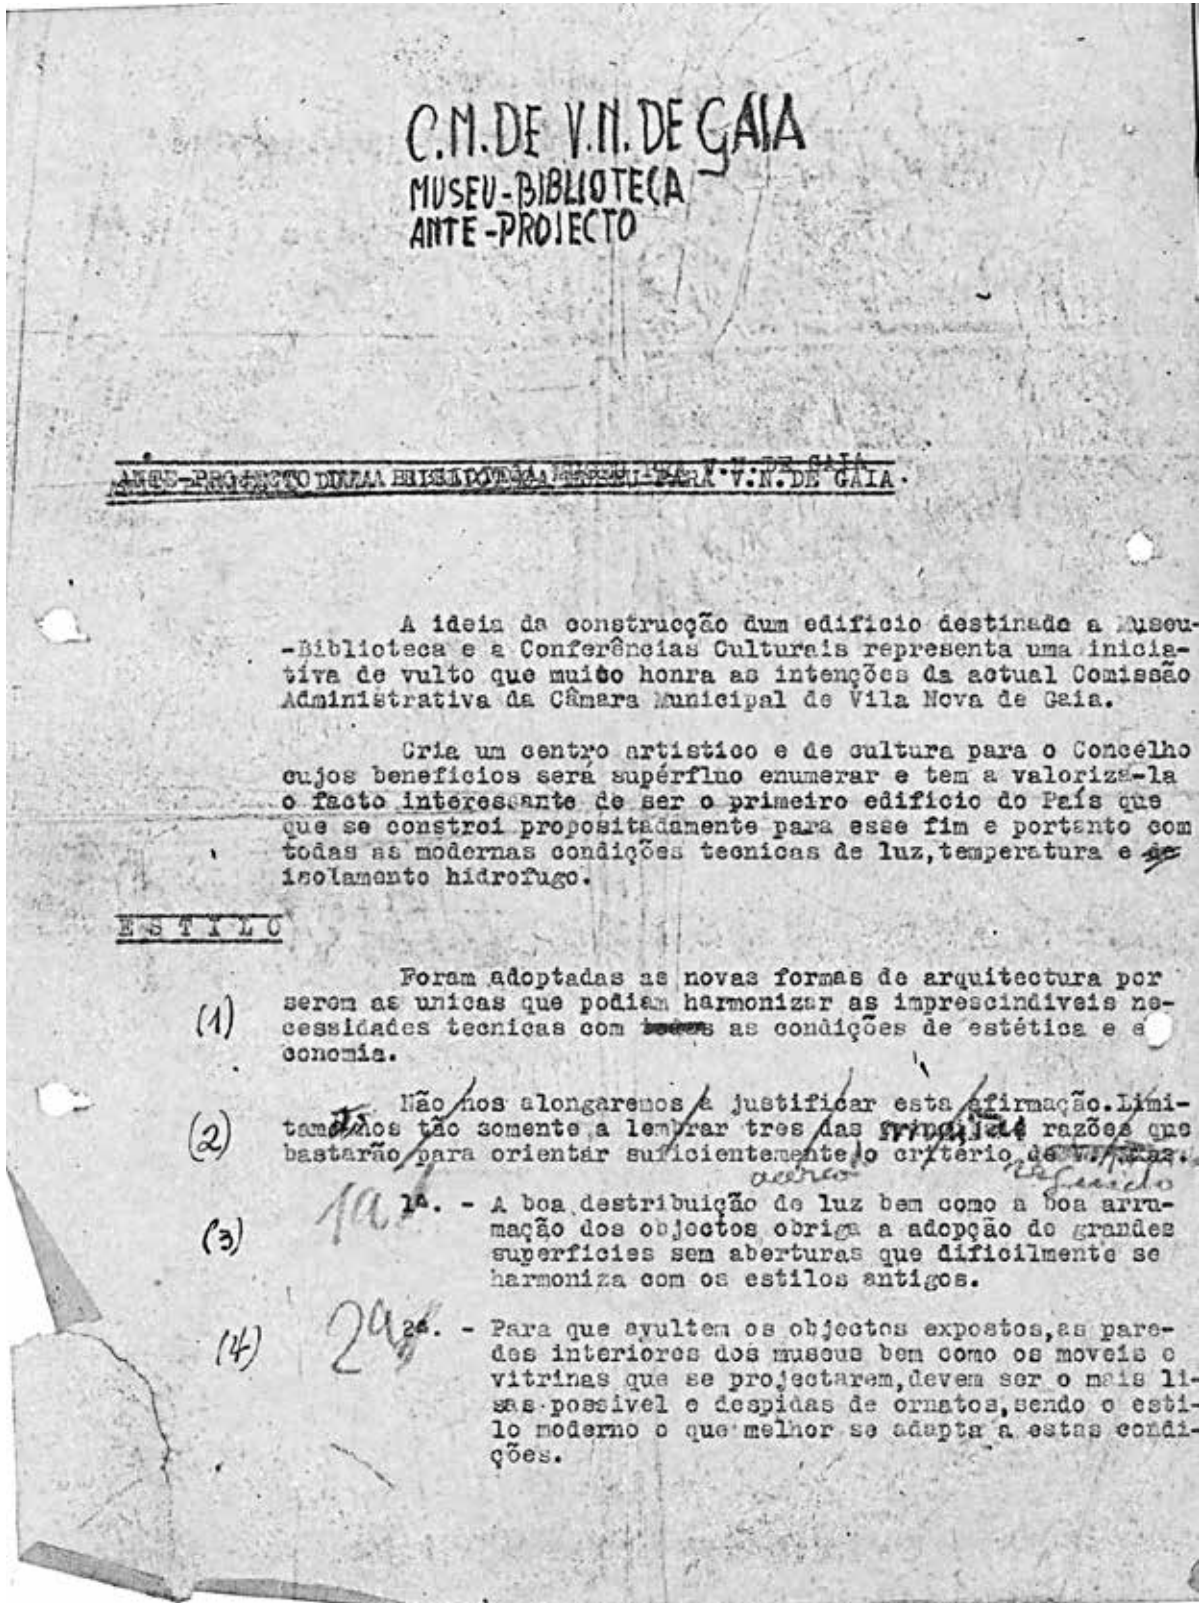 C.M.DE V.N.DE GAIA
MUSEU-BIBLIOTECA
ANTE-PROJECTO
V.N.DE GAIA.
A ideia da construcção dum edificio destinado a Museu-
-Biblioteca e a Conferências Culturais representa uma inicia-
tiva de vulto que muito honra as intenções da actual Comissão
Administrativa da Câmara Municipal de Vila Nova de Gaia.
Cria um centro artistico e de cultura para o Concelho
cujos beneficios será supérfluo enumerar e tem a valorizá-la
o facto interessante de ser o primeiro edificio do País que
que se constroi propositadamente para esse fim e portanto com
todas as modernas condições tecnicas de luz,temperatura e de
isolamento hidrofugo.
ESTILO
Foram adoptadas as novas formas de arquitectura por
(1) serem as unicas que podiam harmonizar as imprescindiveis ne-
cessidades tecnicas com as condições de estética e e
conomia.
Não nos alongaremos a justificar esta afirmação.Limi-
(2) tamo nos tão somente a lembrar tres das razões que
bastarão para orientar suficientemente o critério de
1a 1ª. - A boa destribuição de luz bem como a boa arru-
(3) mação dos objectos obriga a adopção de grandes
superficies sem aberturas que dificilmente se
harmoniza com os estilos antigos.
2ª 2ª. - Para que avultem os objectos expostos,as pare-
(4) des interiores dos museus bem como os moveis e
vitrinas que se projectarem,devem ser o mais li-
sas possivel e despidas de ornatos,sendo o esti-
lo moderno o que melhor se adapta a estas condi-
ções.